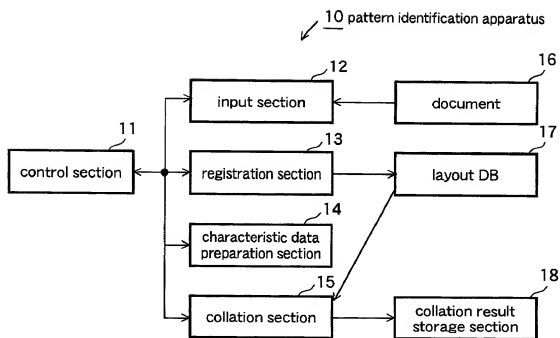 10 pattern identification apparatus
12
input section
16
document
11
control section
13
registration section
17
layout DB
14
characteristic data
preparation section
15
collation section
18
collation result
storage section